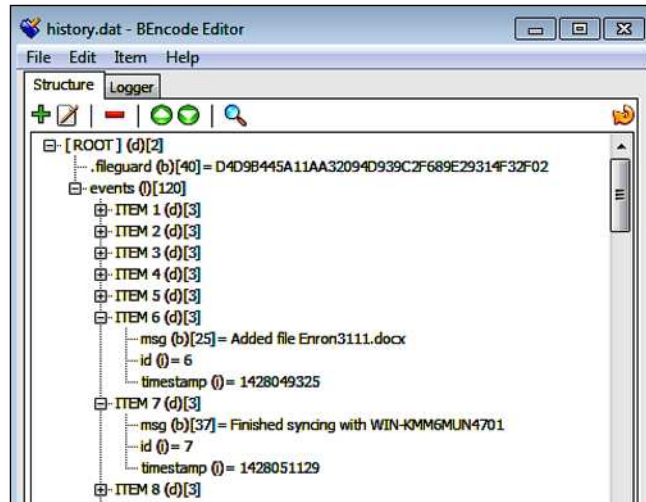 history.dat - BEncode Editor
File Edit Item Help
Structure Logger
[ROOT] (d)[2]
.fileguard (b)[40] = D4D9B445A11AA32094D939C2F689E29314F32F02
events (l)[120]
ITEM 1 (d)[3]
ITEM 2 (d)[3]
ITEM 3 (d)[3]
ITEM 4 (d)[3]
ITEM 5 (d)[3]
ITEM 6 (d)[3]
msg (b)[25] = Added file Enron3111.docx
id (i) = 6
timestamp (i) = 1428049325
ITEM 7 (d)[3]
msg (b)[37] = Finished syncing with WIN-KMM6MUN4701
id (i) = 7
timestamp (i) = 1428051129
ITEM 8 (d)[3]